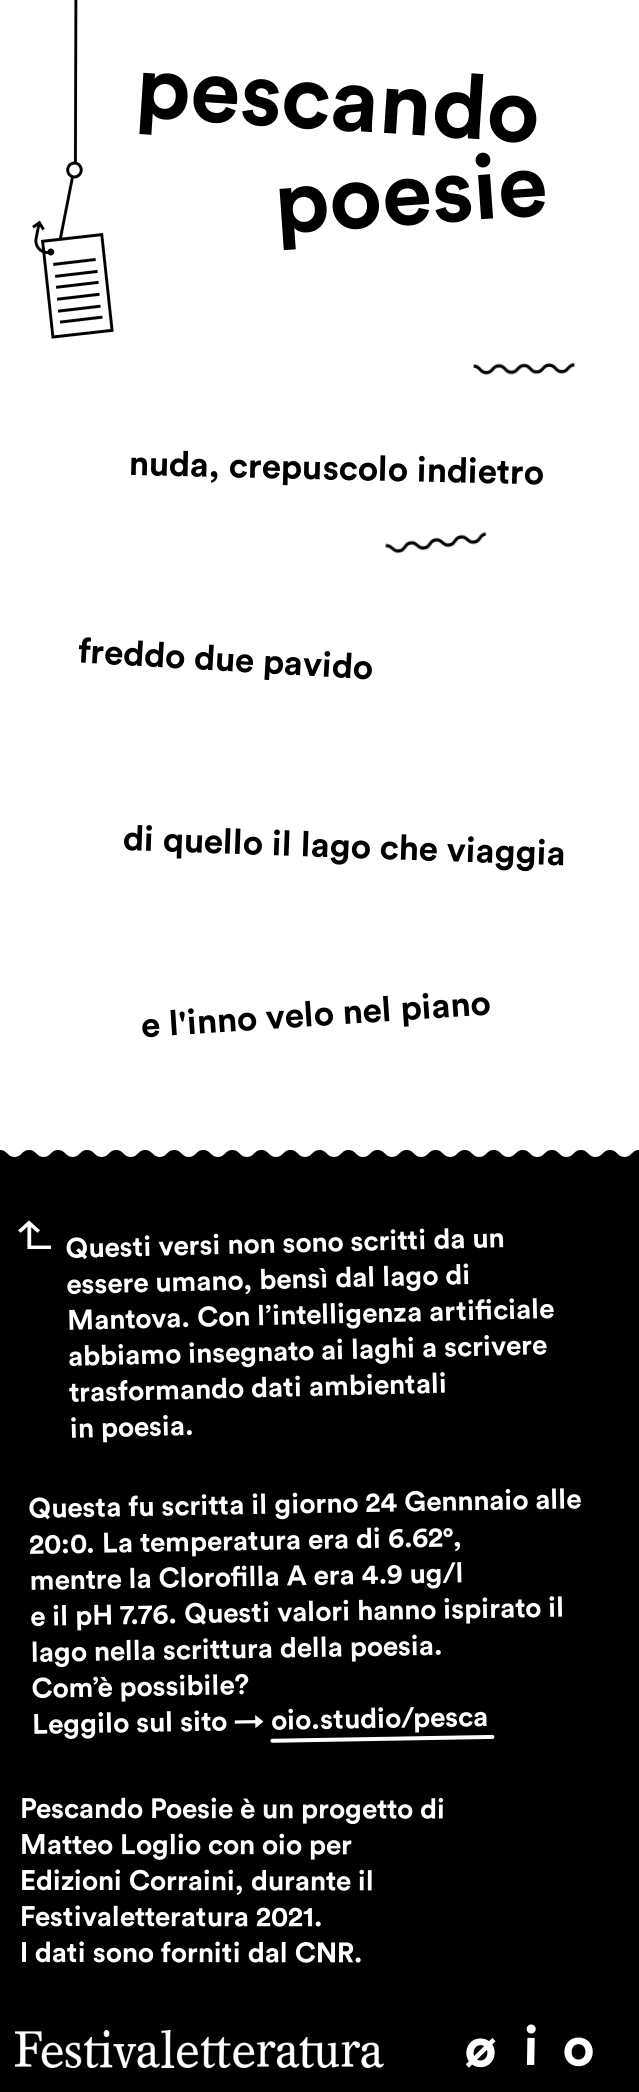 pescando
poesie
nuda, crepuscolo indietro
freddo due pavido
di quello il lago che viaggia
e l'inno velo nel piano
Questi versi non sono scritti da un
essere umano, bensì dal lago di
Mantova. Con l’intelligenza artificiale
abbiamo insegnato ai laghi a scrivere
trasformando dati ambientali
in poesia.
Questa fu scritta il giorno 24 Gennnaio alle
20:0. La temperatura era di 6.62°,
mentre la Clorofilla A era 4.9 ug/l
e il pH 7.76. Questi valori hanno ispirato il
lago nella scrittura della poesia.
Com’è possibile?
Leggilo sul sito → oio.studio/pesca
Pescando Poesie è un progetto di
Matteo Loglio con oio per
Edizioni Corraini, durante il
Festivaletteratura 2021.
I dati sono forniti dal CNR.
Festivaletteratura ø i o